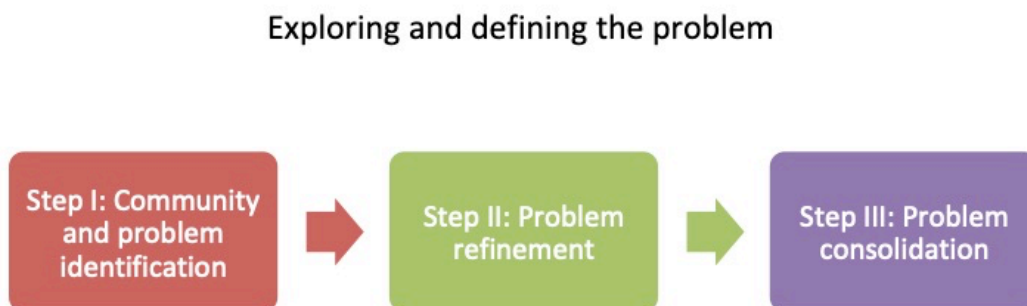 Exploring and defining the problem
Step I: Community
and problem
identification
Step II: Problem
refinement
Step III: Problem
consolidation